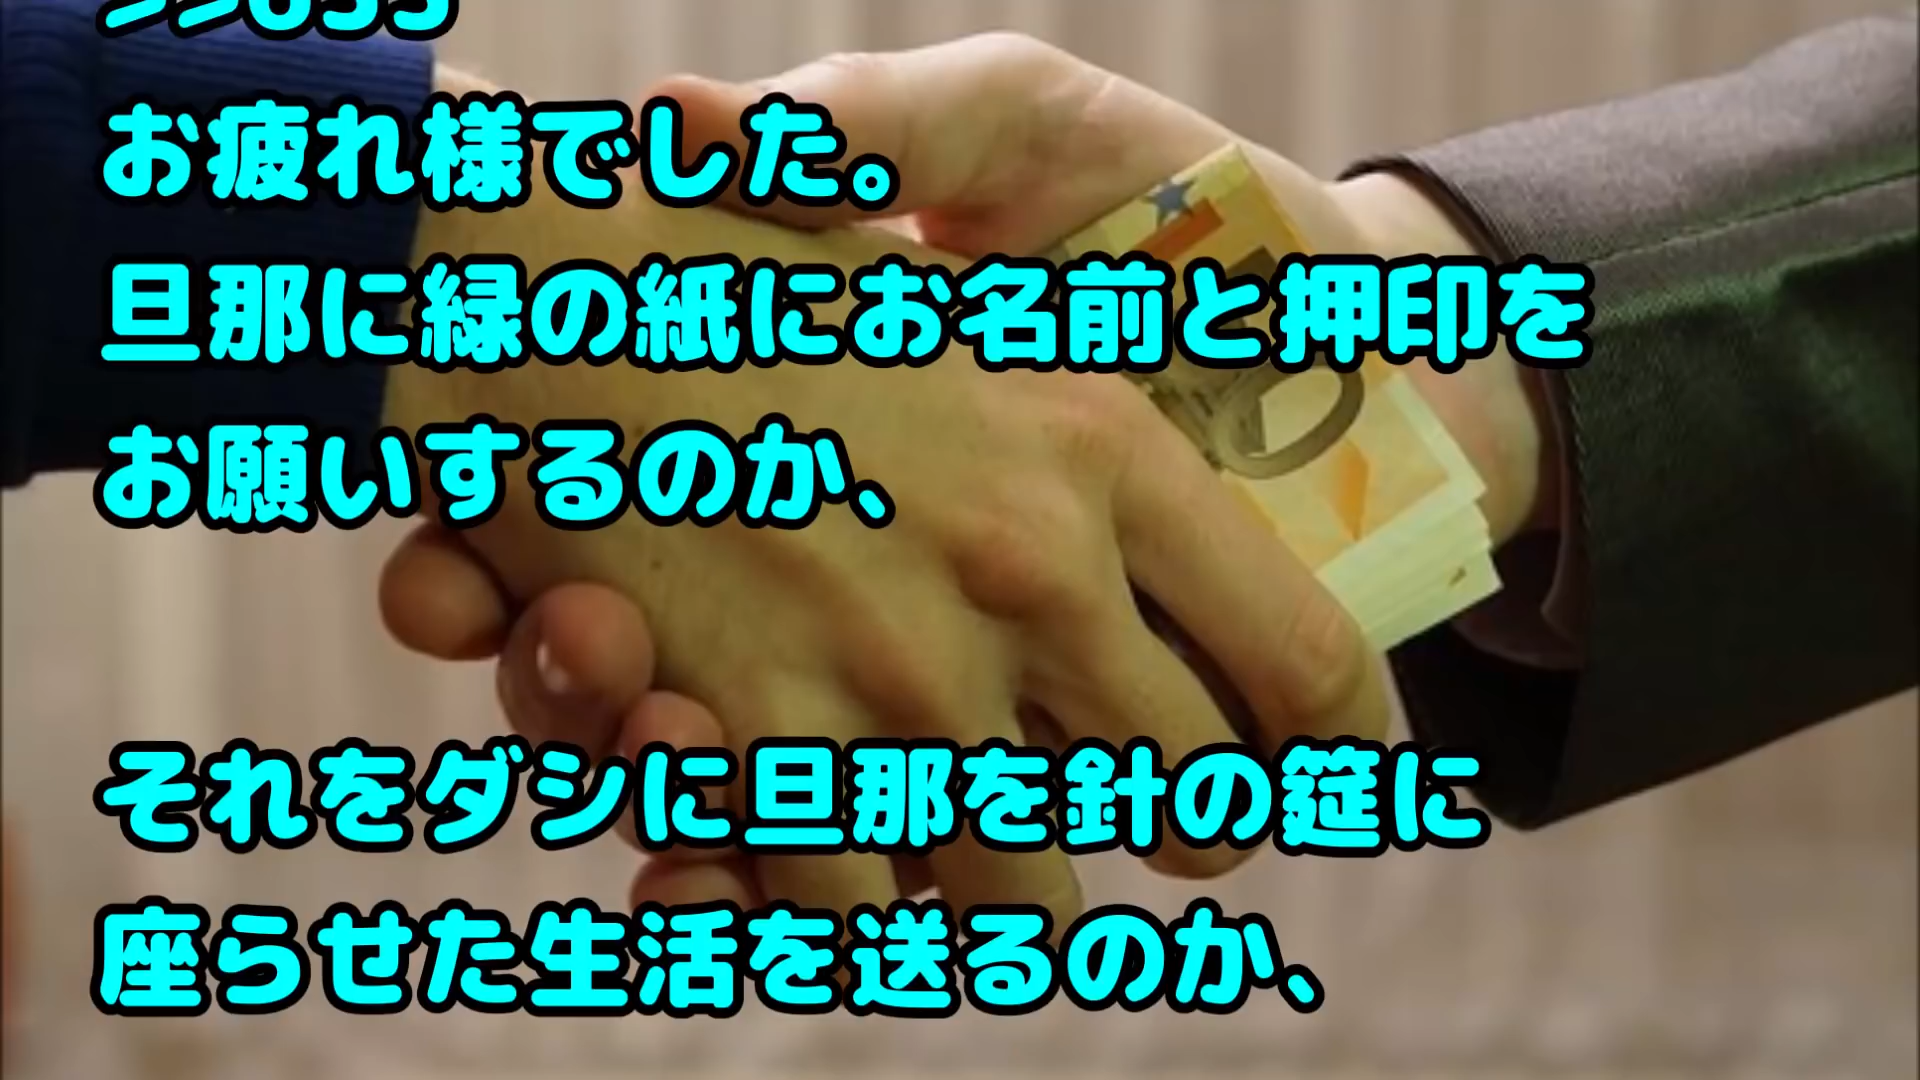 お疲れ様でした。
旦那に緑の紙にお名前と押印を
お願いするのか、
それをダシに旦那を針の筵に
座らせた生活を送るのか、